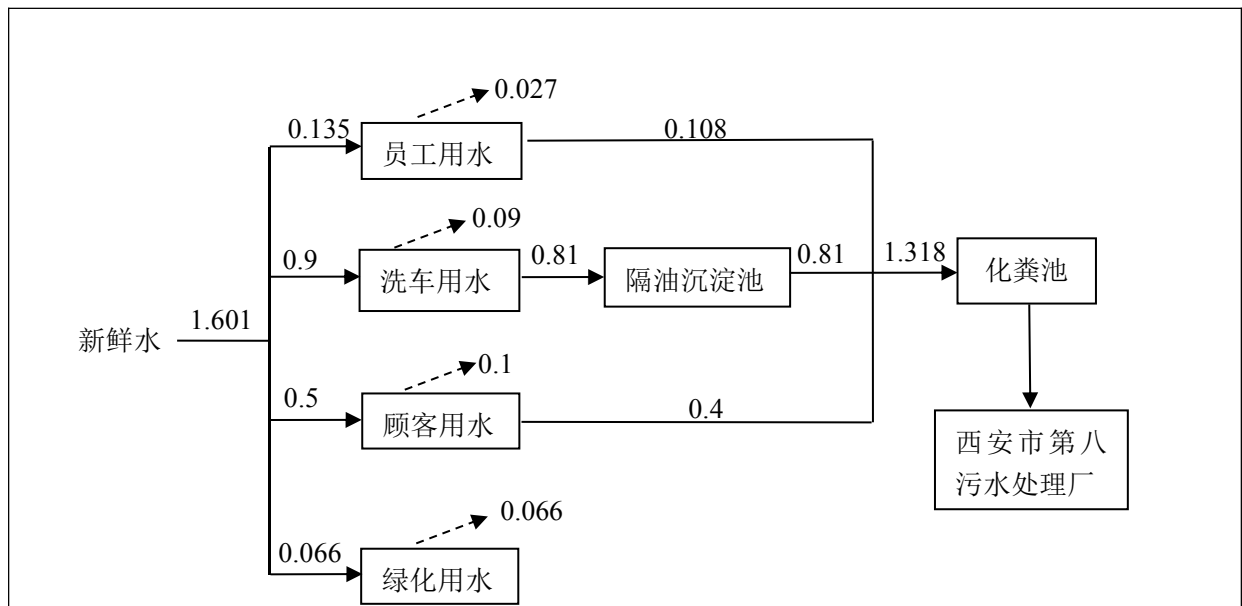 0.027
0.135
员工用水
0.108
0.09
0.9
洗车用水
0.81
隔油沉淀池
0.81
1.318
化粪池
新鲜水
1.601
0.1
0.5
顾客用水
0.4
西安市第八
污水处理厂
0.066
0.066
绿化用水